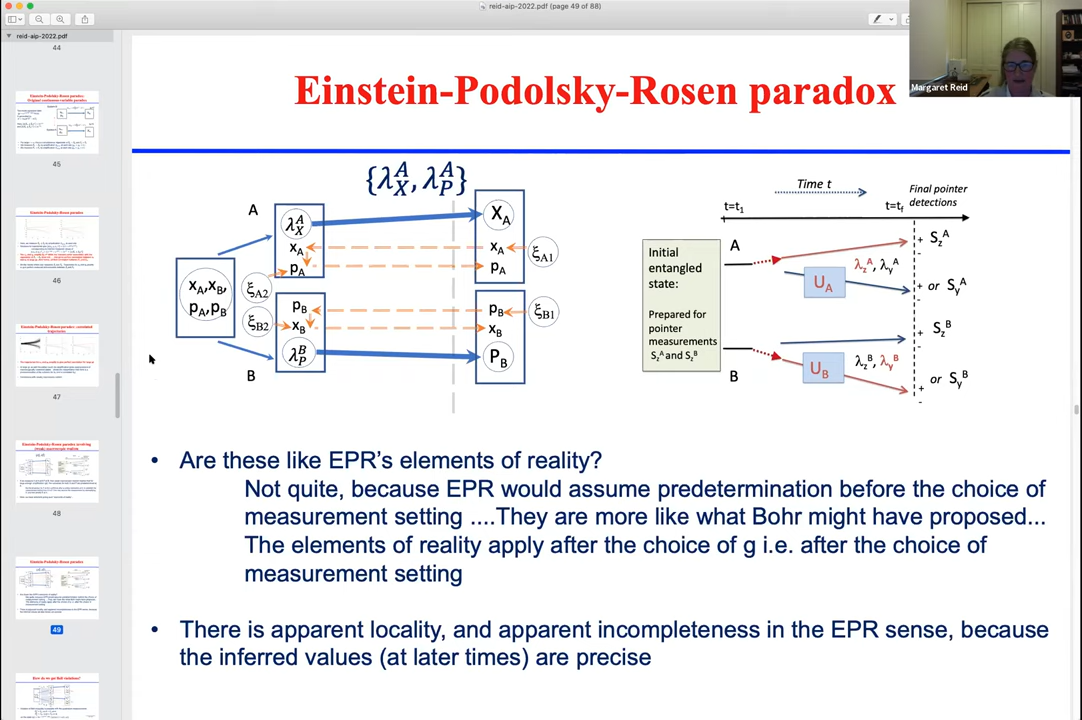 reid-aip-2022.pdf (page 49 of 88)
reid-aip-2022.pdf
44
45
46
47
48
49
Margaret Reid
Einstein-Podolsky-Rosen paradox
{λ_X^A, λ_P^A}
A
λ_X^A
x_A
p_A
X_A
x_A
p_A
ξ_A1
x_A,x_B,
p_A,p_B
ξ_A2
ξ_B2
p_B
x_B
λ_P^B
p_B
x_B
P_B
ξ_B1
B
Time t
t=t₁
t=t_f
Final pointer
detections
Initial
entangled
state:
Prepared for
pointer
measurements
S_z^A and S_z^B
A
U_A
λ_z^A, λ_y^A
+ S_z^A
-
+ or S_y^A
-
+ S_z^B
-
B
U_B
λ_z^B, λ_y^B
+ or S_y^B
-
• Are these like EPR's elements of reality?
Not quite, because EPR would assume predetermination before the choice of
measurement setting ....They are more like what Bohr might have proposed...
The elements of reality apply after the choice of g i.e. after the choice of
measurement setting
• There is apparent locality, and apparent incompleteness in the EPR sense, because
the inferred values (at later times) are precise